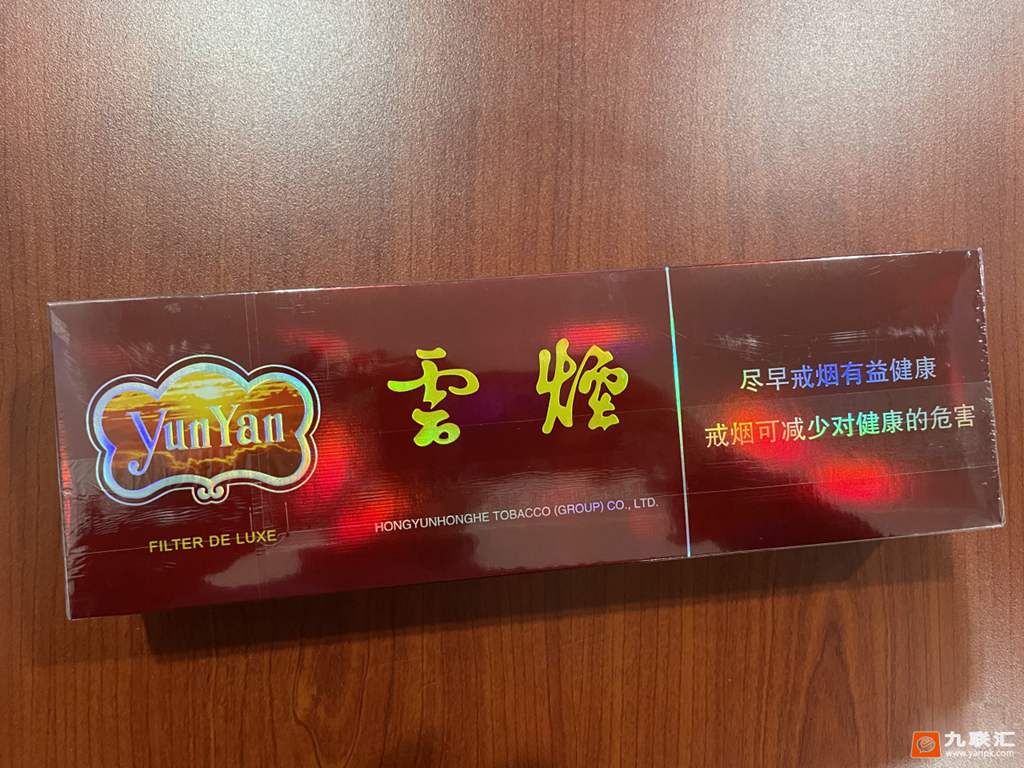 YunYan
FILTER DE LUXE
雲煙
HONGYUNHONGHE TOBACCO (GROUP) CO., LTD.
尽早戒烟有益健康
戒烟可减少对健康的危害
九联汇
www.yanpk.com